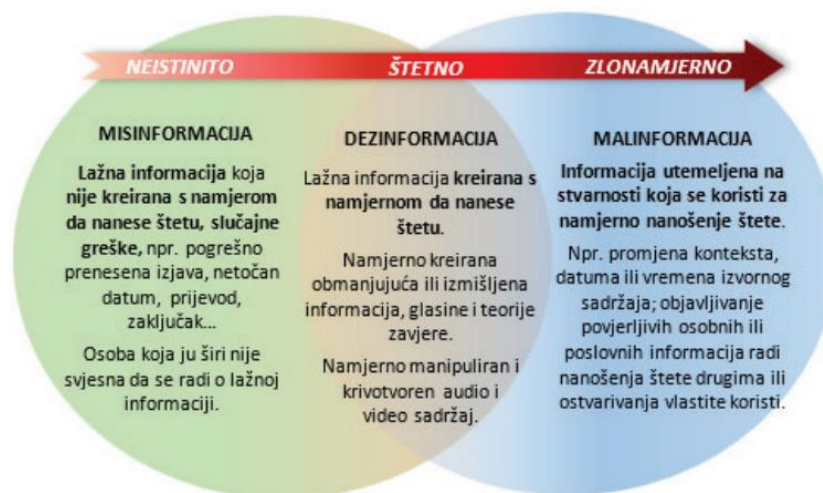 NEISTINITO
ŠTETNO
ZLONAMJERNO
MISINFORMACIJA
Lažna informacija koja
nije kreirana s namjerom
da nanese štetu, slučajne
greške, npr. pogrešno
prenesena izjava, netočan
datum, prijevod,
zaključak...
Osoba koja ju širi nije
svjesna da se radi o lažnoj
informaciji.
DEZINFORMACIJA
Lažna informacija kreirana s
namjernom da nanese
štetu.
Namjerno kreirana
obmanjujuća ili izmišljena
informacija, glasine i teorije
zavjere.
Namjerno manipuliran i
krivotvoren audio i
video sadržaj.
MALINFORMACIJA
Informacija utemeljena na
stvarnosti koja se koristi za
namjerno nanošenje štete.
Npr. promjena konteksta,
datuma ili vremena izvornog
sadržaja; objavljivanje
povjerljivih osobnih ili
poslovnih informacija radi
nanošenja štete drugima ili
ostvarivanja vlastite koristi.